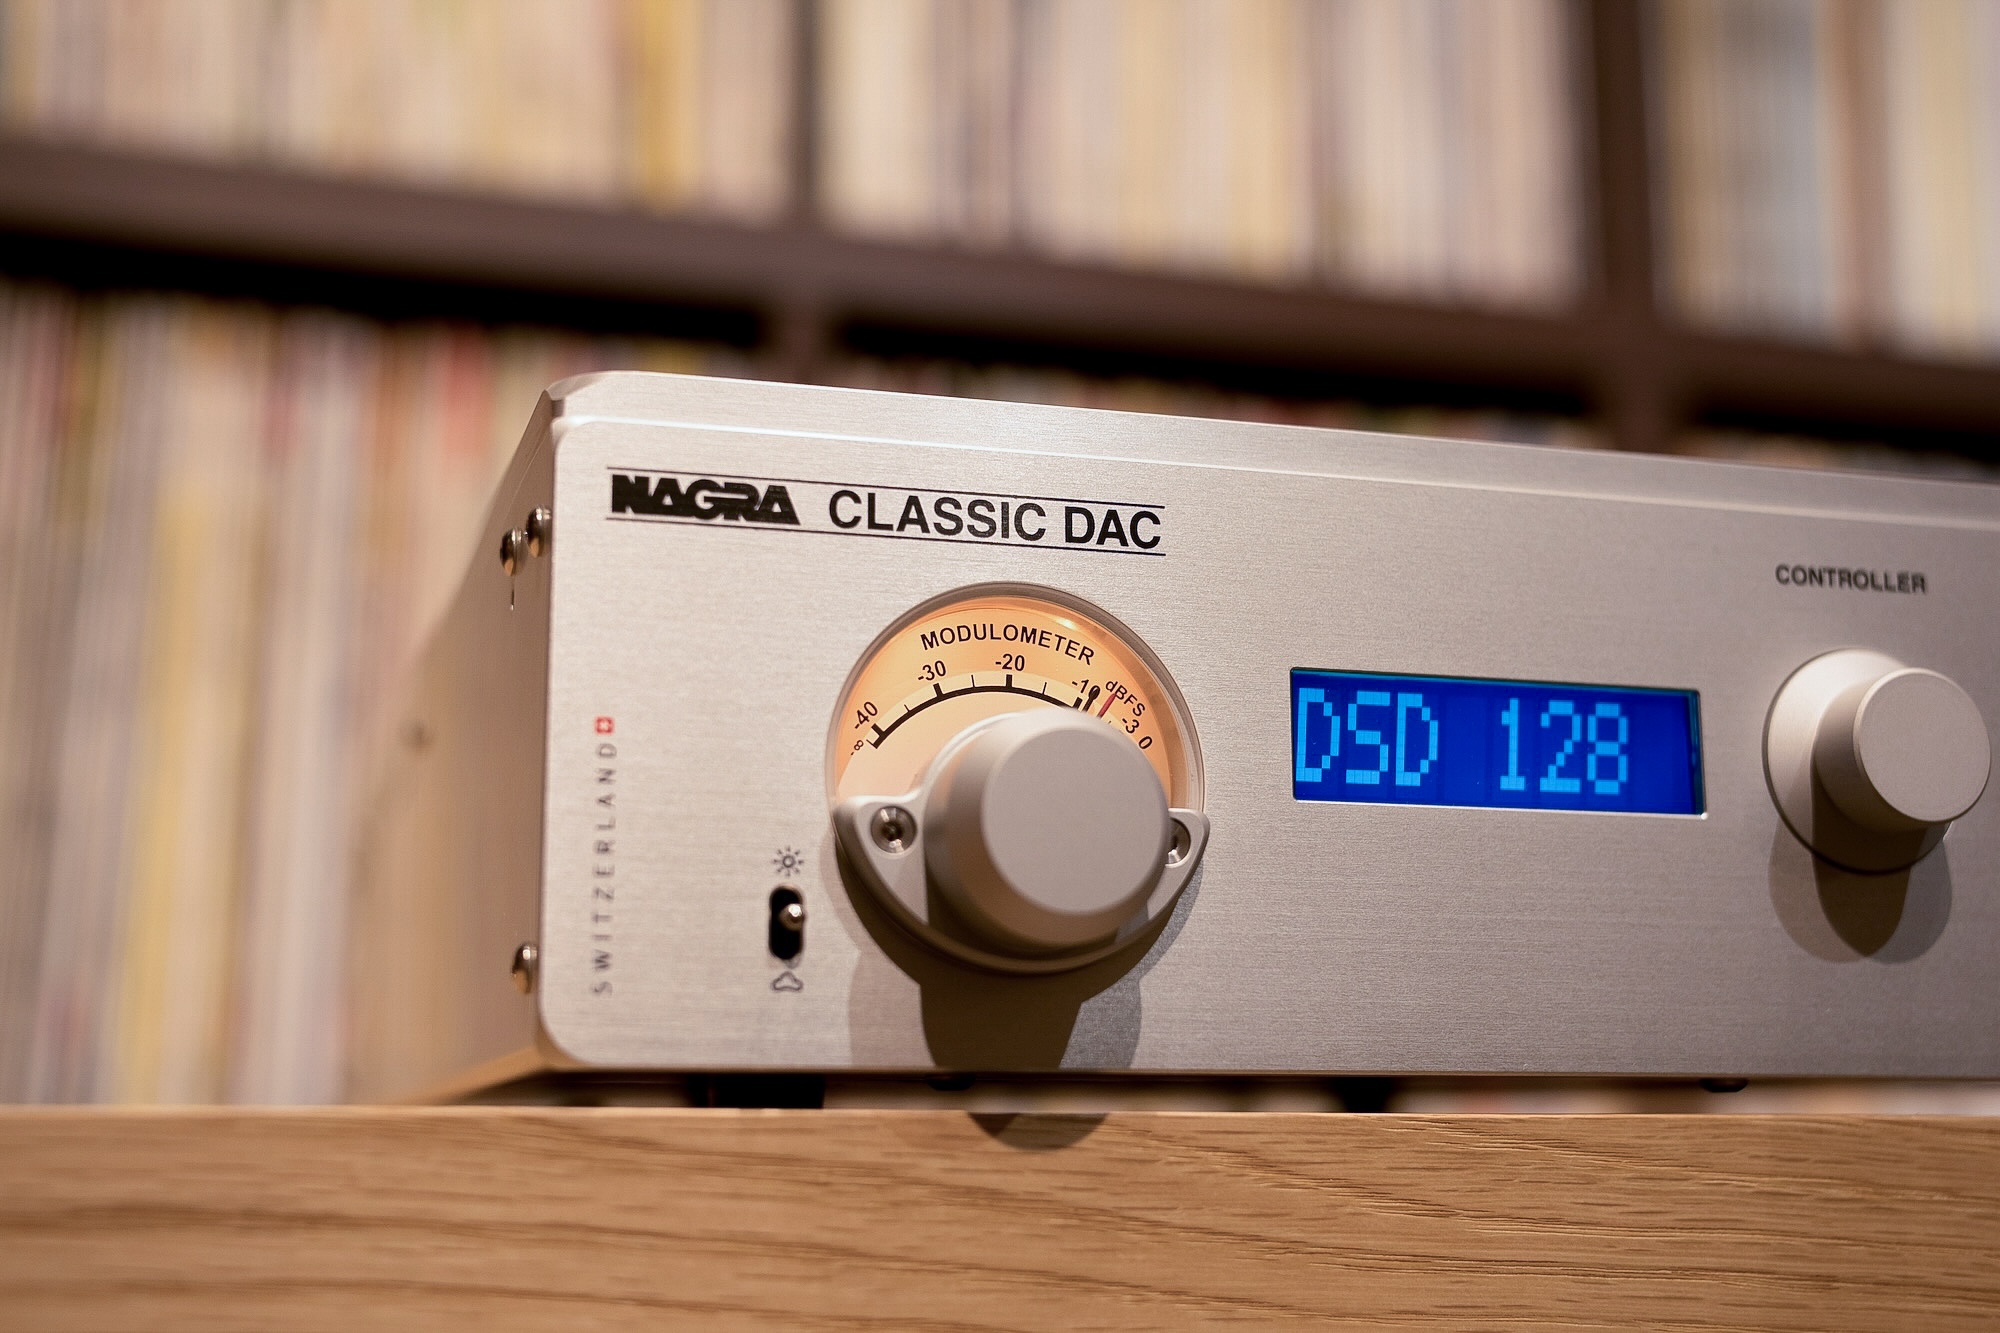 NAGRA CLASSIC DAC
CONTROLLER
MODULOMETER
-∞ -40 -30 -20 -10 dBFS -3 0
DSD 128
SWITZERLAND